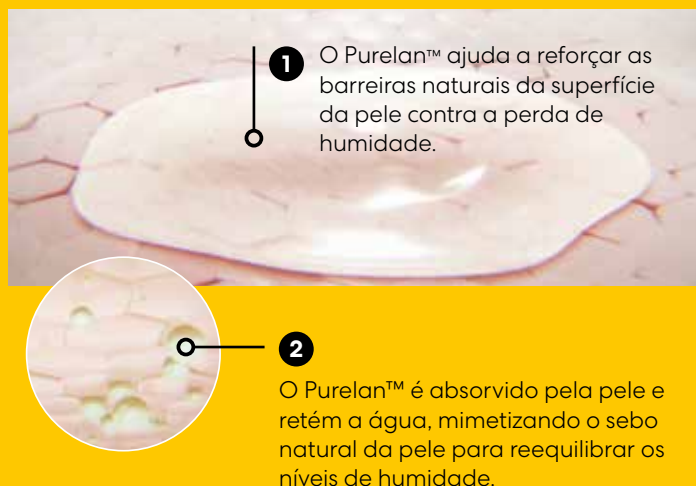 1
O Purelan™ ajuda a reforçar as
barreiras naturais da superfície
da pele contra a perda de
humidade.
2
O Purelan™ é absorvido pela pele e
retém a água, mimetizando o sebo
natural da pele para reequilibrar os
níveis de humidade.